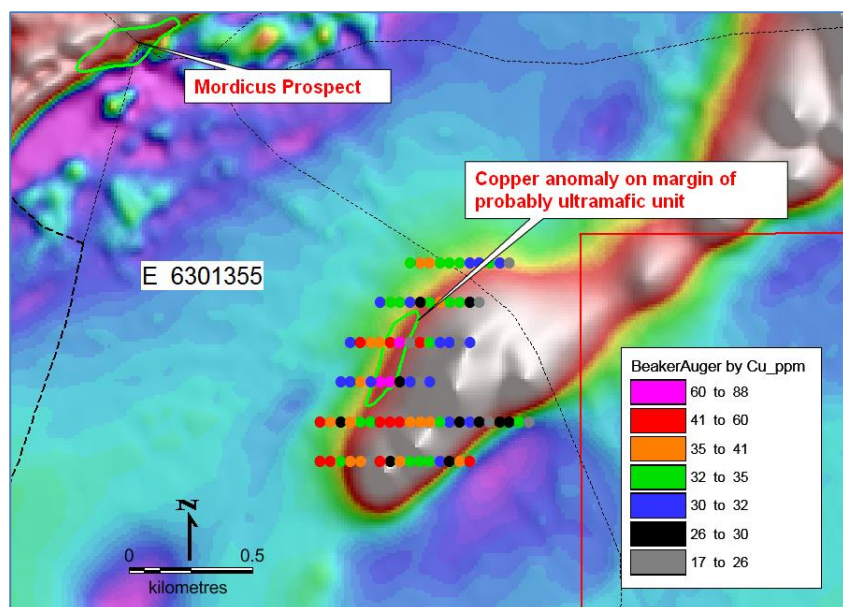 Mordicus Prospect
Copper anomaly on margin of
probably ultramafic unit
E 6301355
BeakerAuger by Cu_ppm
60 to 88
41 to 60
35 to 41
32 to 35
30 to 32
26 to 30
17 to 26
N
0 0.5
kilometres